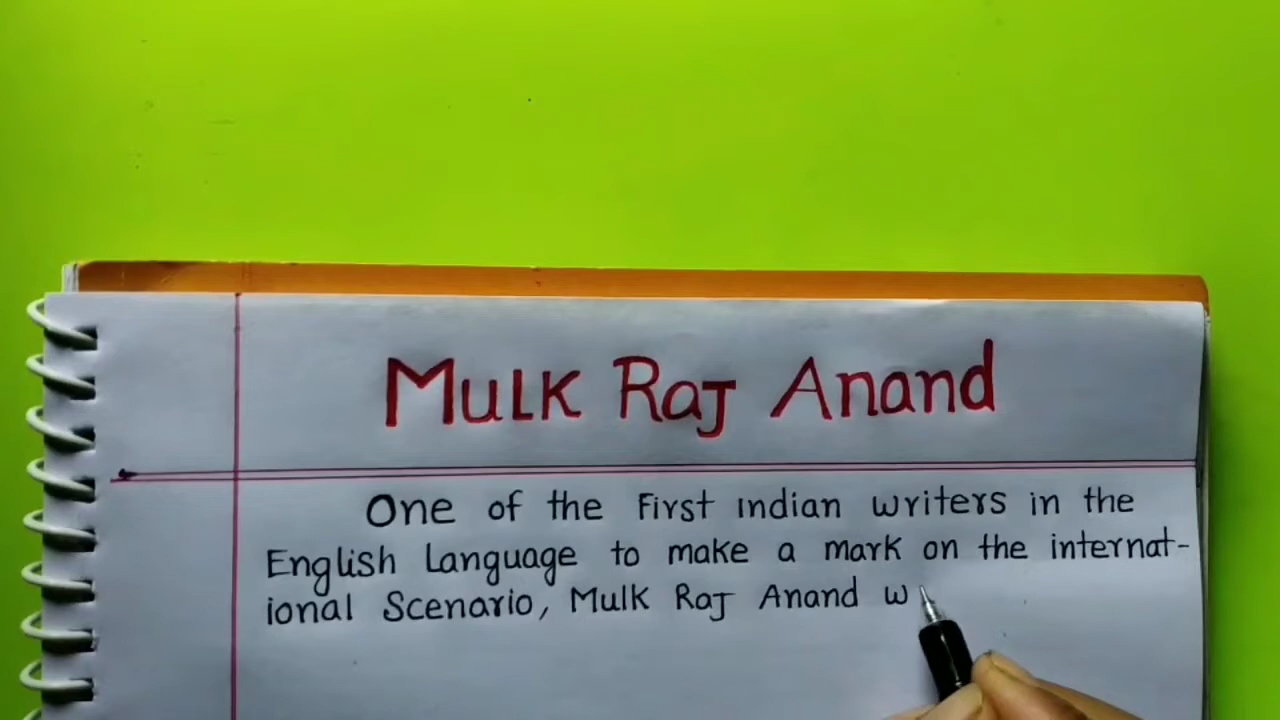 Mulk Raj Anand
One of the First Indian writers in the
English Language to make a mark on the internat-
ional Scenario, Mulk Raj Anand w